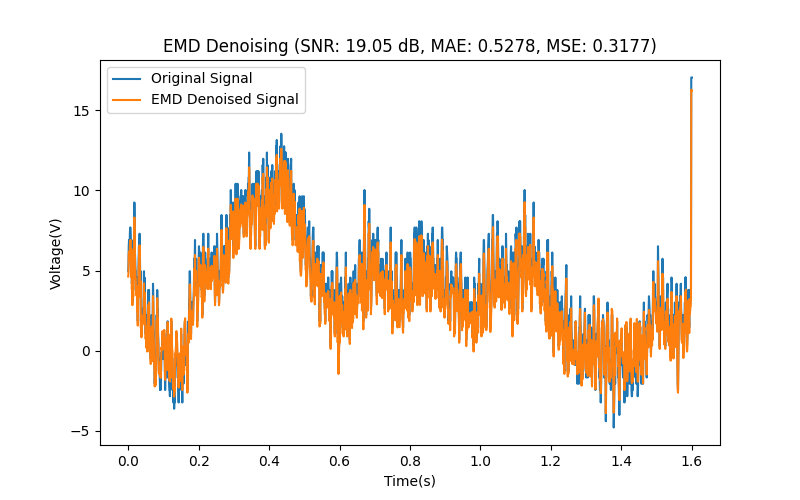 EMD Denoising (SNR: 19.05 dB, MAE: 0.5278, MSE: 0.3177)
Original Signal
EMD Denoised Signal
15
10
5
0
−5
Voltage(V)
0.0 0.2 0.4 0.6 0.8 1.0 1.2 1.4 1.6
Time(s)